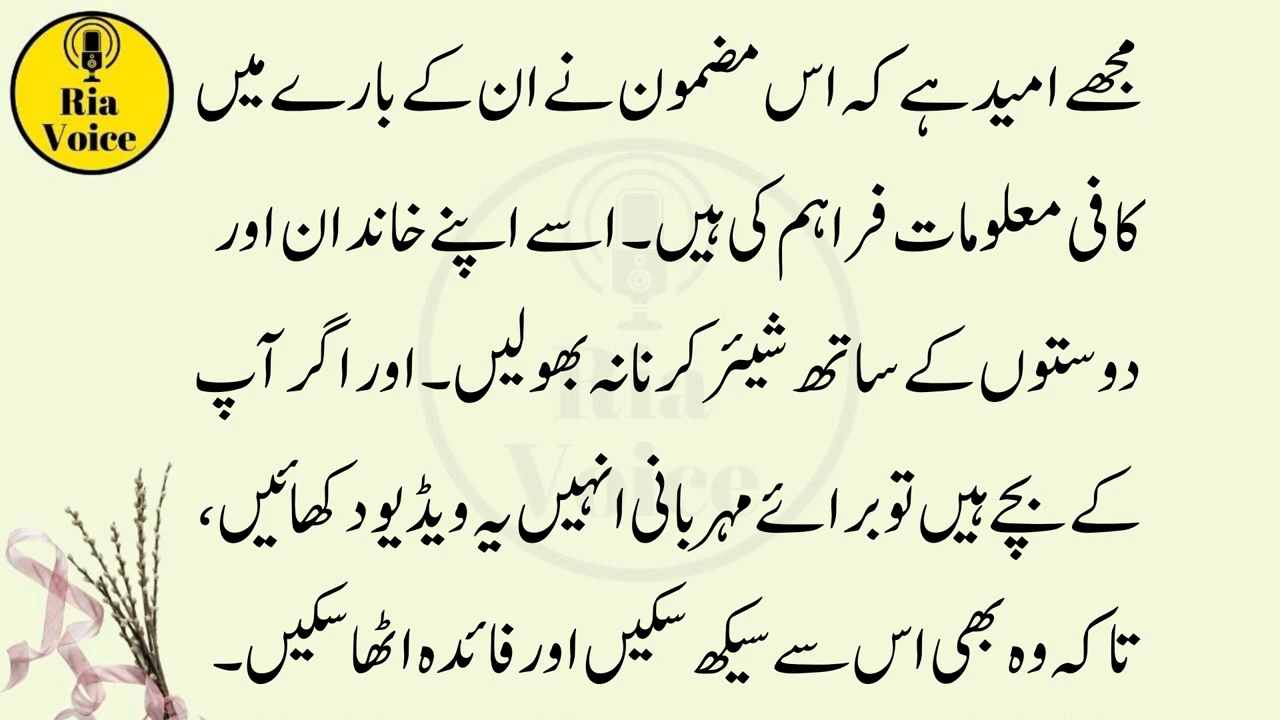 Ria
Voice
مجھے امید ہے کہ اس مضمون نے ان کے بارے میں
کافی معلومات فراہم کی ہیں۔ اسے اپنے خاندان اور
دوستوں کے ساتھ شیئر کرنا نہ بھولیں۔ اور اگر آپ
کے بچے ہیں تو برائے مہربانی انہیں یہ ویڈیو دکھائیں،
تاکہ وہ بھی اس سے سیکھ سکیں اور فائدہ اٹھا سکیں۔
Ria
Voice